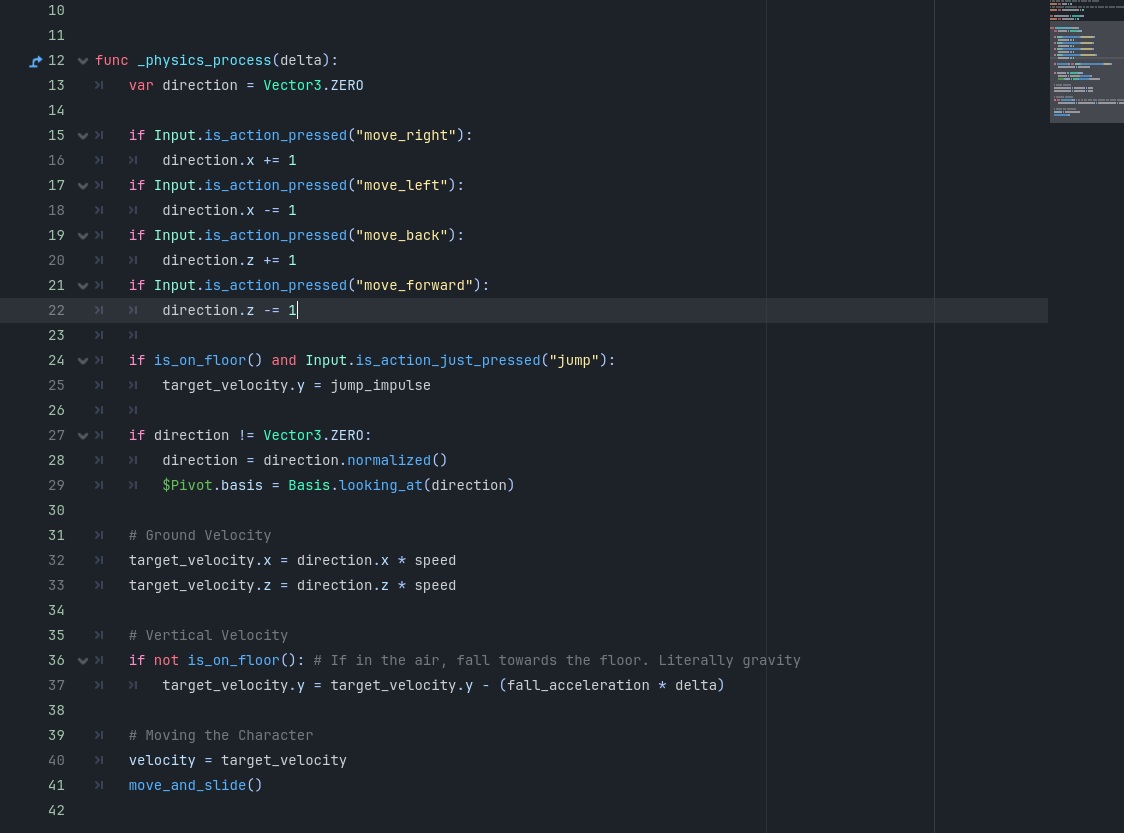 10
11
12 func _physics_process(delta):
13 var direction = Vector3.ZERO
14
15 if Input.is_action_pressed("move_right"):
16 direction.x += 1
17 if Input.is_action_pressed("move_left"):
18 direction.x -= 1
19 if Input.is_action_pressed("move_back"):
20 direction.z += 1
21 if Input.is_action_pressed("move_forward"):
22 direction.z -= 1
23
24 if is_on_floor() and Input.is_action_just_pressed("jump"):
25 target_velocity.y = jump_impulse
26
27 if direction != Vector3.ZERO:
28 direction = direction.normalized()
29 $Pivot.basis = Basis.looking_at(direction)
30
31 # Ground Velocity
32 target_velocity.x = direction.x * speed
33 target_velocity.z = direction.z * speed
34
35 # Vertical Velocity
36 if not is_on_floor(): # If in the air, fall towards the floor. Literally gravity
37 target_velocity.y = target_velocity.y - (fall_acceleration * delta)
38
39 # Moving the Character
40 velocity = target_velocity
41 move_and_slide()
42